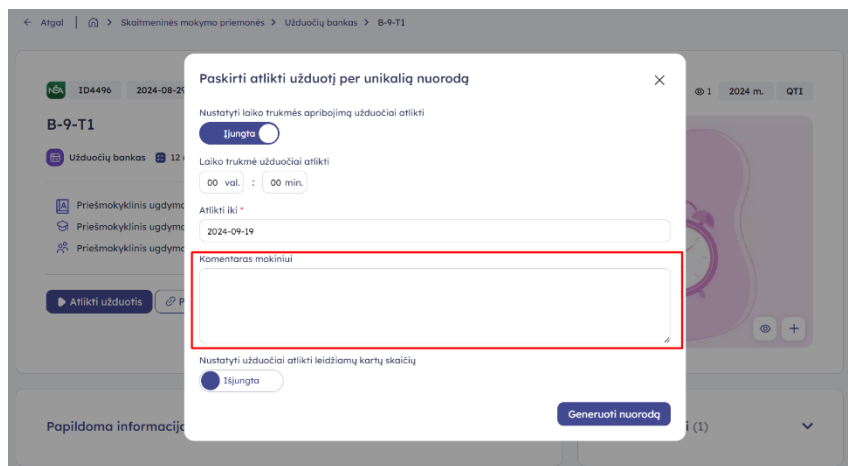 ← Atgal | > Skaitmeninės mokymo priemonės > Užduočių bankas > B-9-T1
Paskirti atlikti užduotį per unikalią nuorodą
NŠA ID4496 2024-08-29
1 2024 m. QTI
Nustatyti laiko trukmės apribojimą užduočiai atlikti
B-9-T1
Įjungta
Užduočių bankas 12
Laiko trukmė užduočiai atlikti
00 val. : 00 min.
Priešmokyklinis ugdymo
Atlikti iki *
Priešmokyklinis ugdymo
2024-09-19
Priešmokyklinis ugdymo
Komentaras mokiniui
Atlikti užduotis P
Nustatyti užduočiai atlikti leidžiamų kartų skaičių
Išjungta
Generuoti nuorodą
Papildoma informacija
i (1)